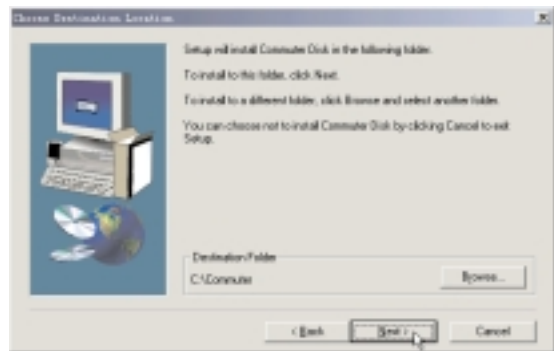 Choose Destination Location
Setup will install Commuter Disk in the following folder.
To install to this folder, click Next.
To install to a different folder, click Browse and select another folder.
You can choose not to install Commuter Disk by clicking Cancel to exit
Setup.
Destination Folder
C:\Commuter
Browse...
< Back
Next >
Cancel